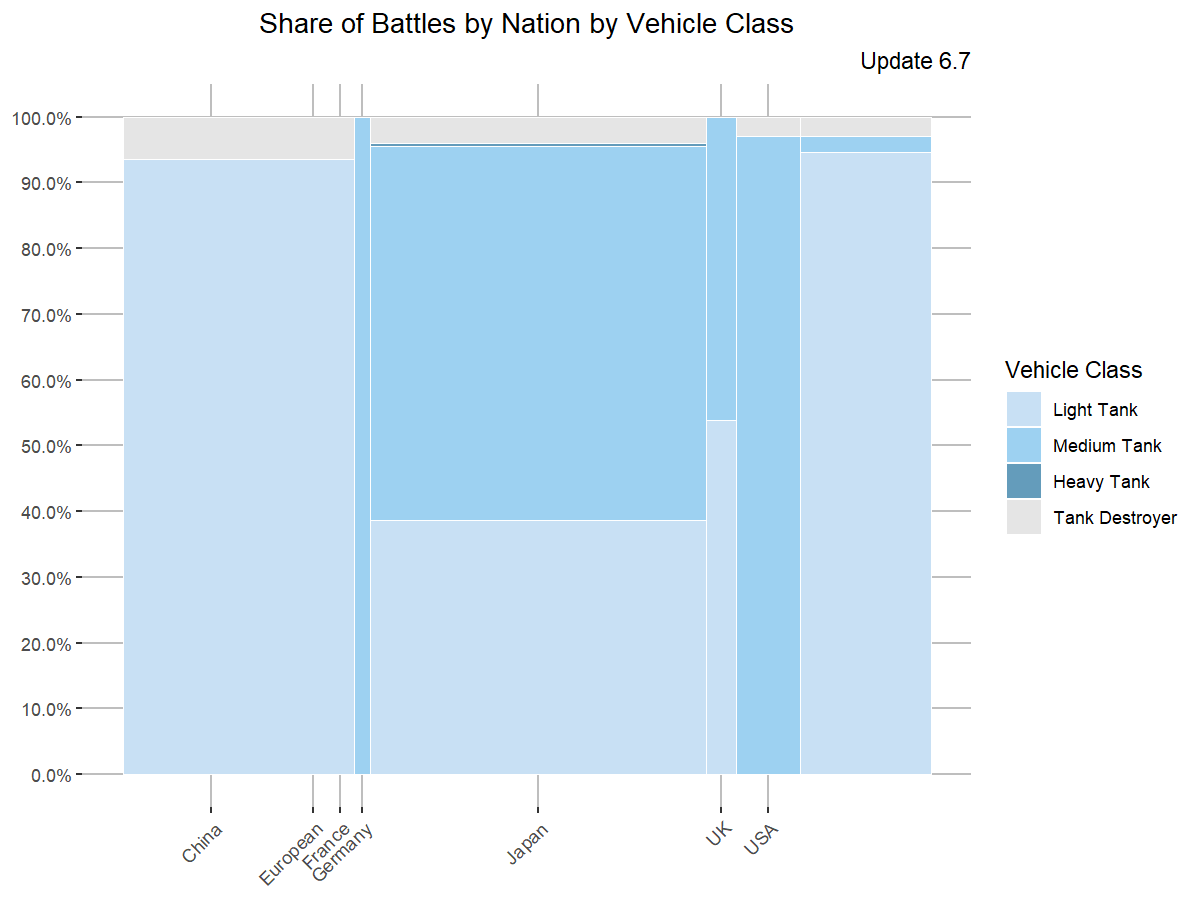 Share of Battles by Nation by Vehicle Class
Update 6.7
100.0%
90.0%
80.0%
70.0%
60.0%
50.0%
40.0%
30.0%
20.0%
10.0%
0.0%
China
European
France
Germany
Japan
UK
USA
Vehicle Class
Light Tank
Medium Tank
Heavy Tank
Tank Destroyer